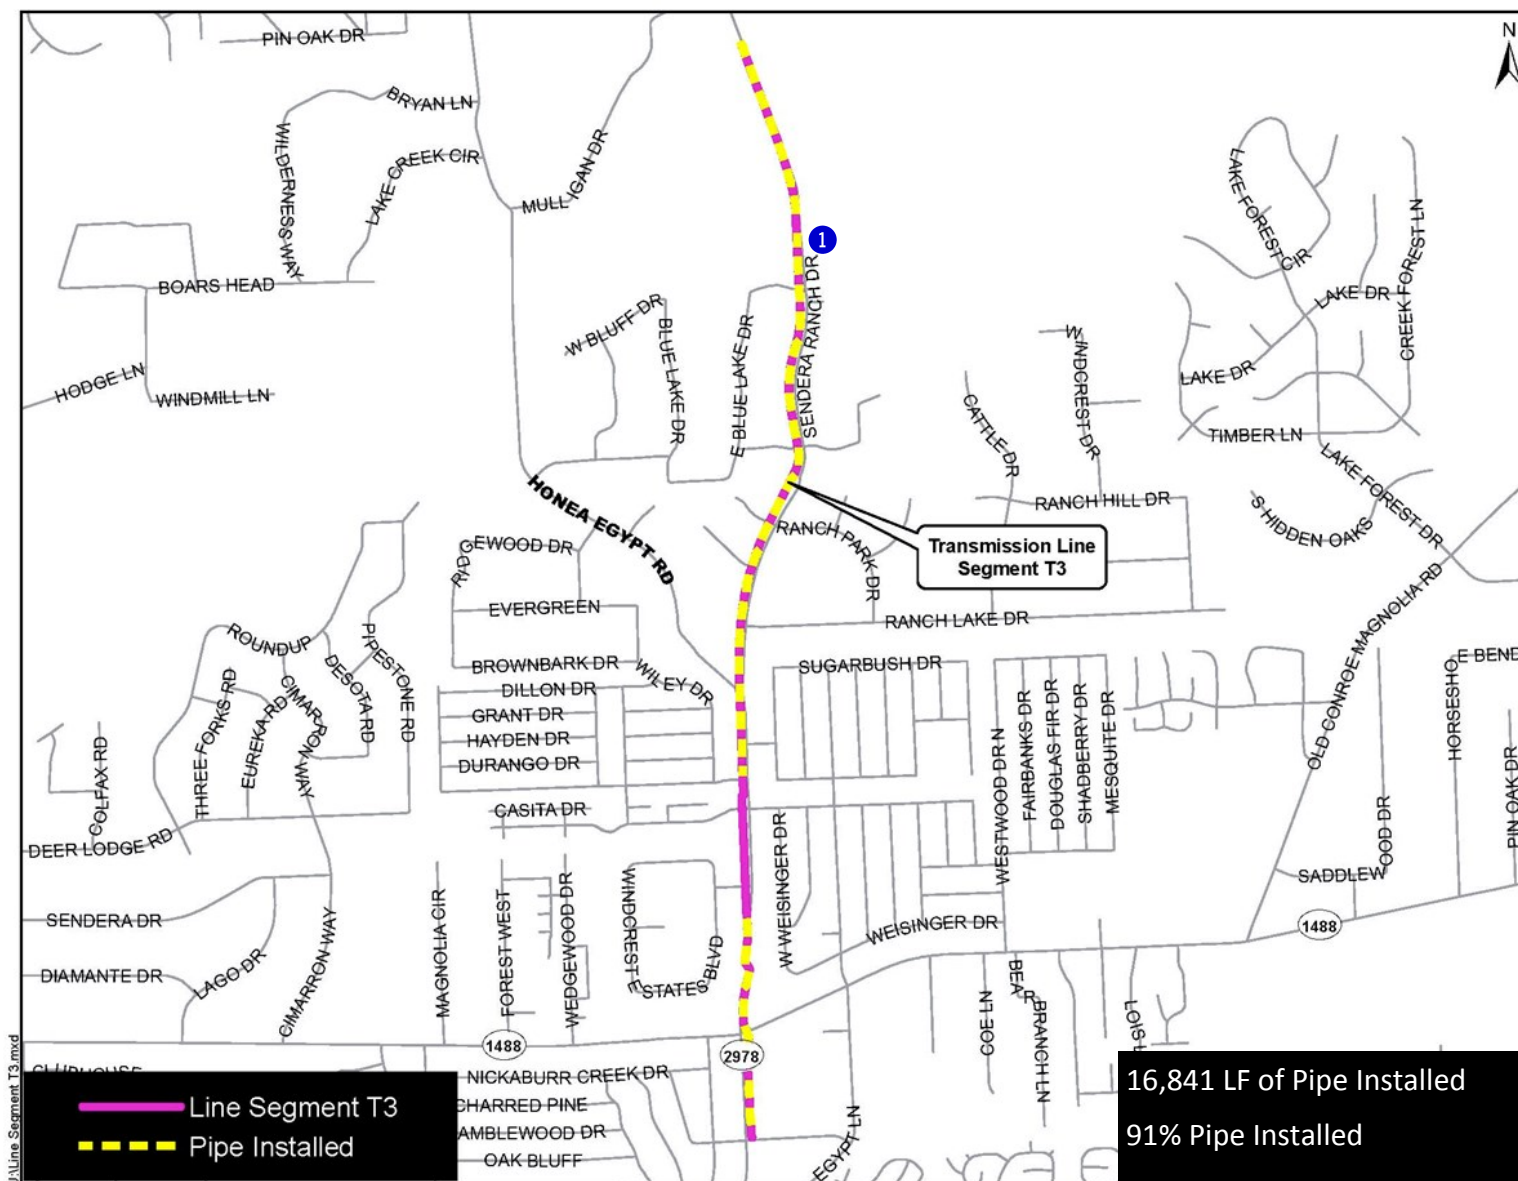 PIN OAK DR
N
BRYAN LN
WILDERNESS WAY
LAKE CREEK CIR
MULLIGAN DR
LAKE FOREST CIR
CREEK FOREST LN
1
SENDERA RANCH DR
BOARS HEAD
LAKE DR
W BLUFF DR
BLUE LAKE DR
E BLUE LAKE DR
WINDCREST DR
HODGE LN
WINDMILL LN
LAKE DR
CATTLE DR
TIMBER LN
LAKE FOREST DR
HONEA EGYPT RD
RANCH HILL DR
S HIDDEN OAKS
RANCH PARK DR
Transmission Line
Segment T3
RIDGEWOOD DR
EVERGREEN
RANCH LAKE DR
OLD CONROE MAGNOLIA RD
ROUNDUP
PIPESTONE RD
DESOTA RD
CIMARRON WAY
THREE FORKS RD
EUREKA RD
BROWNBARK DR
WILEY DR
SUGARBUSH DR
E BEND
HORSESHO
DILLON DR
GRANT DR
HAYDEN DR
DURANGO DR
WESTWOOD DR N
FAIRBANKS DR
DOUGLAS FIR DR
SHADBERRY DR
MESQUITE DR
COLFAX RD
CASITA DR
PIN OAK DR
DEER LODGE RD
W WEISINGER DR
SADDLEWOOD DR
SENDERA DR
MAGNOLIA CIR
FOREST WEST
WEDGEWOOD DR
WINDCREST
ESTATES BLVD
WEISINGER DR
1488
DIAMANTE DR
LAGO DR
CIMARRON WAY
COE LN
BEAR BRANCH LN
LOIS L
1488
2978
NICKABURR CREEK DR
CHARRED PINE
AMBLEWOOD DR
OAK BLUFF
EGYPT LN
CLUBHOUSE
J:\Line Segment T3.mxd
Line Segment T3
Pipe Installed
16,841 LF of Pipe Installed
91% Pipe Installed